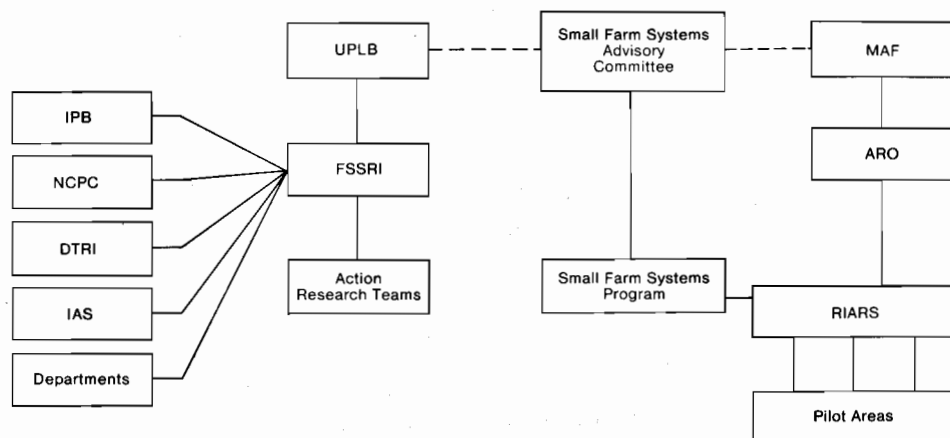 UPLB
Small Farm Systems
Advisory
Committee
MAF
IPB
NCPC
DTRI
IAS
Departments
FSSRI
ARO
Action
Research Teams
Small Farm Systems
Program
RIARS
Pilot Areas